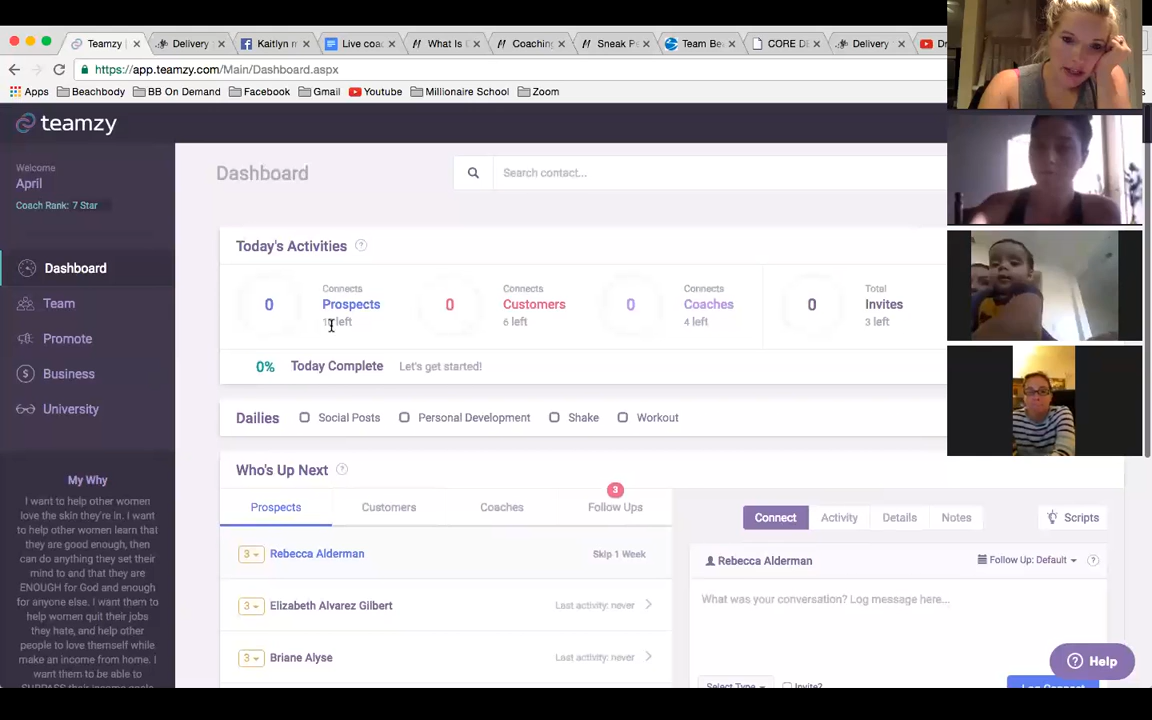 Teamzy
Delivery
Kaitlyn m
Live coa
What Is
Coaching
Sneak P
Team Be
CORE D
Delivery
https://app.teamzy.com/Main/Dashboard.aspx
Apps
Beachbody
BB On Demand
Facebook
Gmail
Youtube
Millionaire School
Zoom
teamzy
Welcome
April
Coach Rank: 7 Star
Dashboard
Team
Promote
Business
University
My Why
I want to help other women
love the skin they're in. I want
to help other women learn that
they are good enough, then
can do anything they set their
mind to and that they are
ENOUGH for God and enough
for anyone else. I want them to
help women quit their jobs
they hate, and help other
people to love themself while
make an income from home. I
want them to be able to
SURPASS their income goals
Dashboard
Search contact...
Today's Activities
0
Connects
Prospects
left
0
Connects
Customers
6 left
0
Connects
Coaches
4 left
0
Total
Invites
3 left
0%
Today Complete
Let's get started!
Dailies
Social Posts
Personal Development
Shake
Workout
Who's Up Next
Prospects
Customers
Coaches
Follow Ups
3
3
Rebecca Alderman
Skip 1 Week
3
Elizabeth Alvarez Gilbert
Last activity: never
3
Briane Alyse
Last activity: never
Connect
Activity
Details
Notes
Scripts
Rebecca Alderman
Follow Up: Default
What was your conversation? Log message here...
Select Type
Invite?
Log Connect
Help